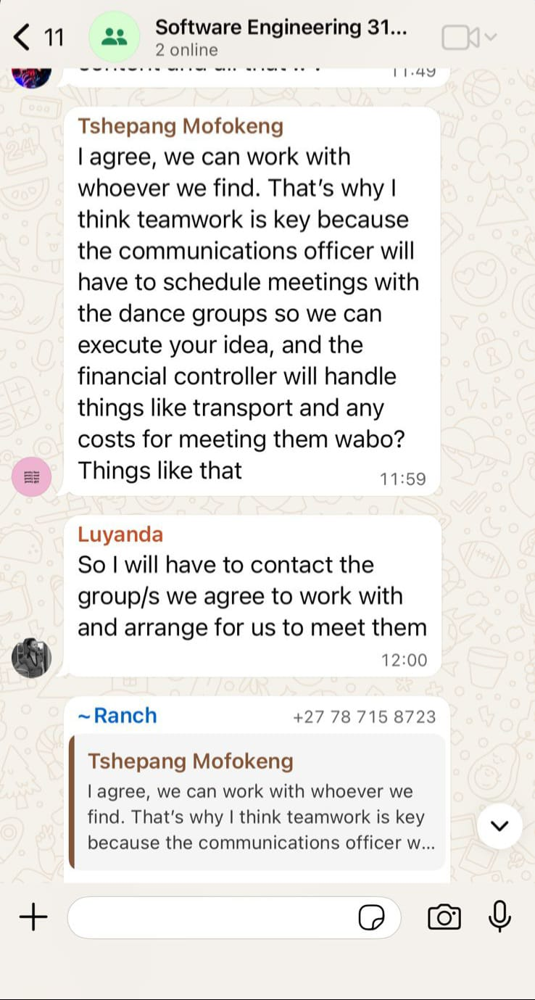 11
Software Engineering 31...
2 online
11:49
Tshepang Mofokeng
I agree, we can work with
whoever we find. That's why I
think teamwork is key because
the communications officer will
have to schedule meetings with
the dance groups so we can
execute your idea, and the
financial controller will handle
things like transport and any
costs for meeting them wabo?
Things like that
11:59
Luyanda
So I will have to contact the
group/s we agree to work with
and arrange for us to meet them
12:00
~Ranch +27 78 715 8723
Tshepang Mofokeng
I agree, we can work with whoever we
find. That's why I think teamwork is key
because the communications officer w...